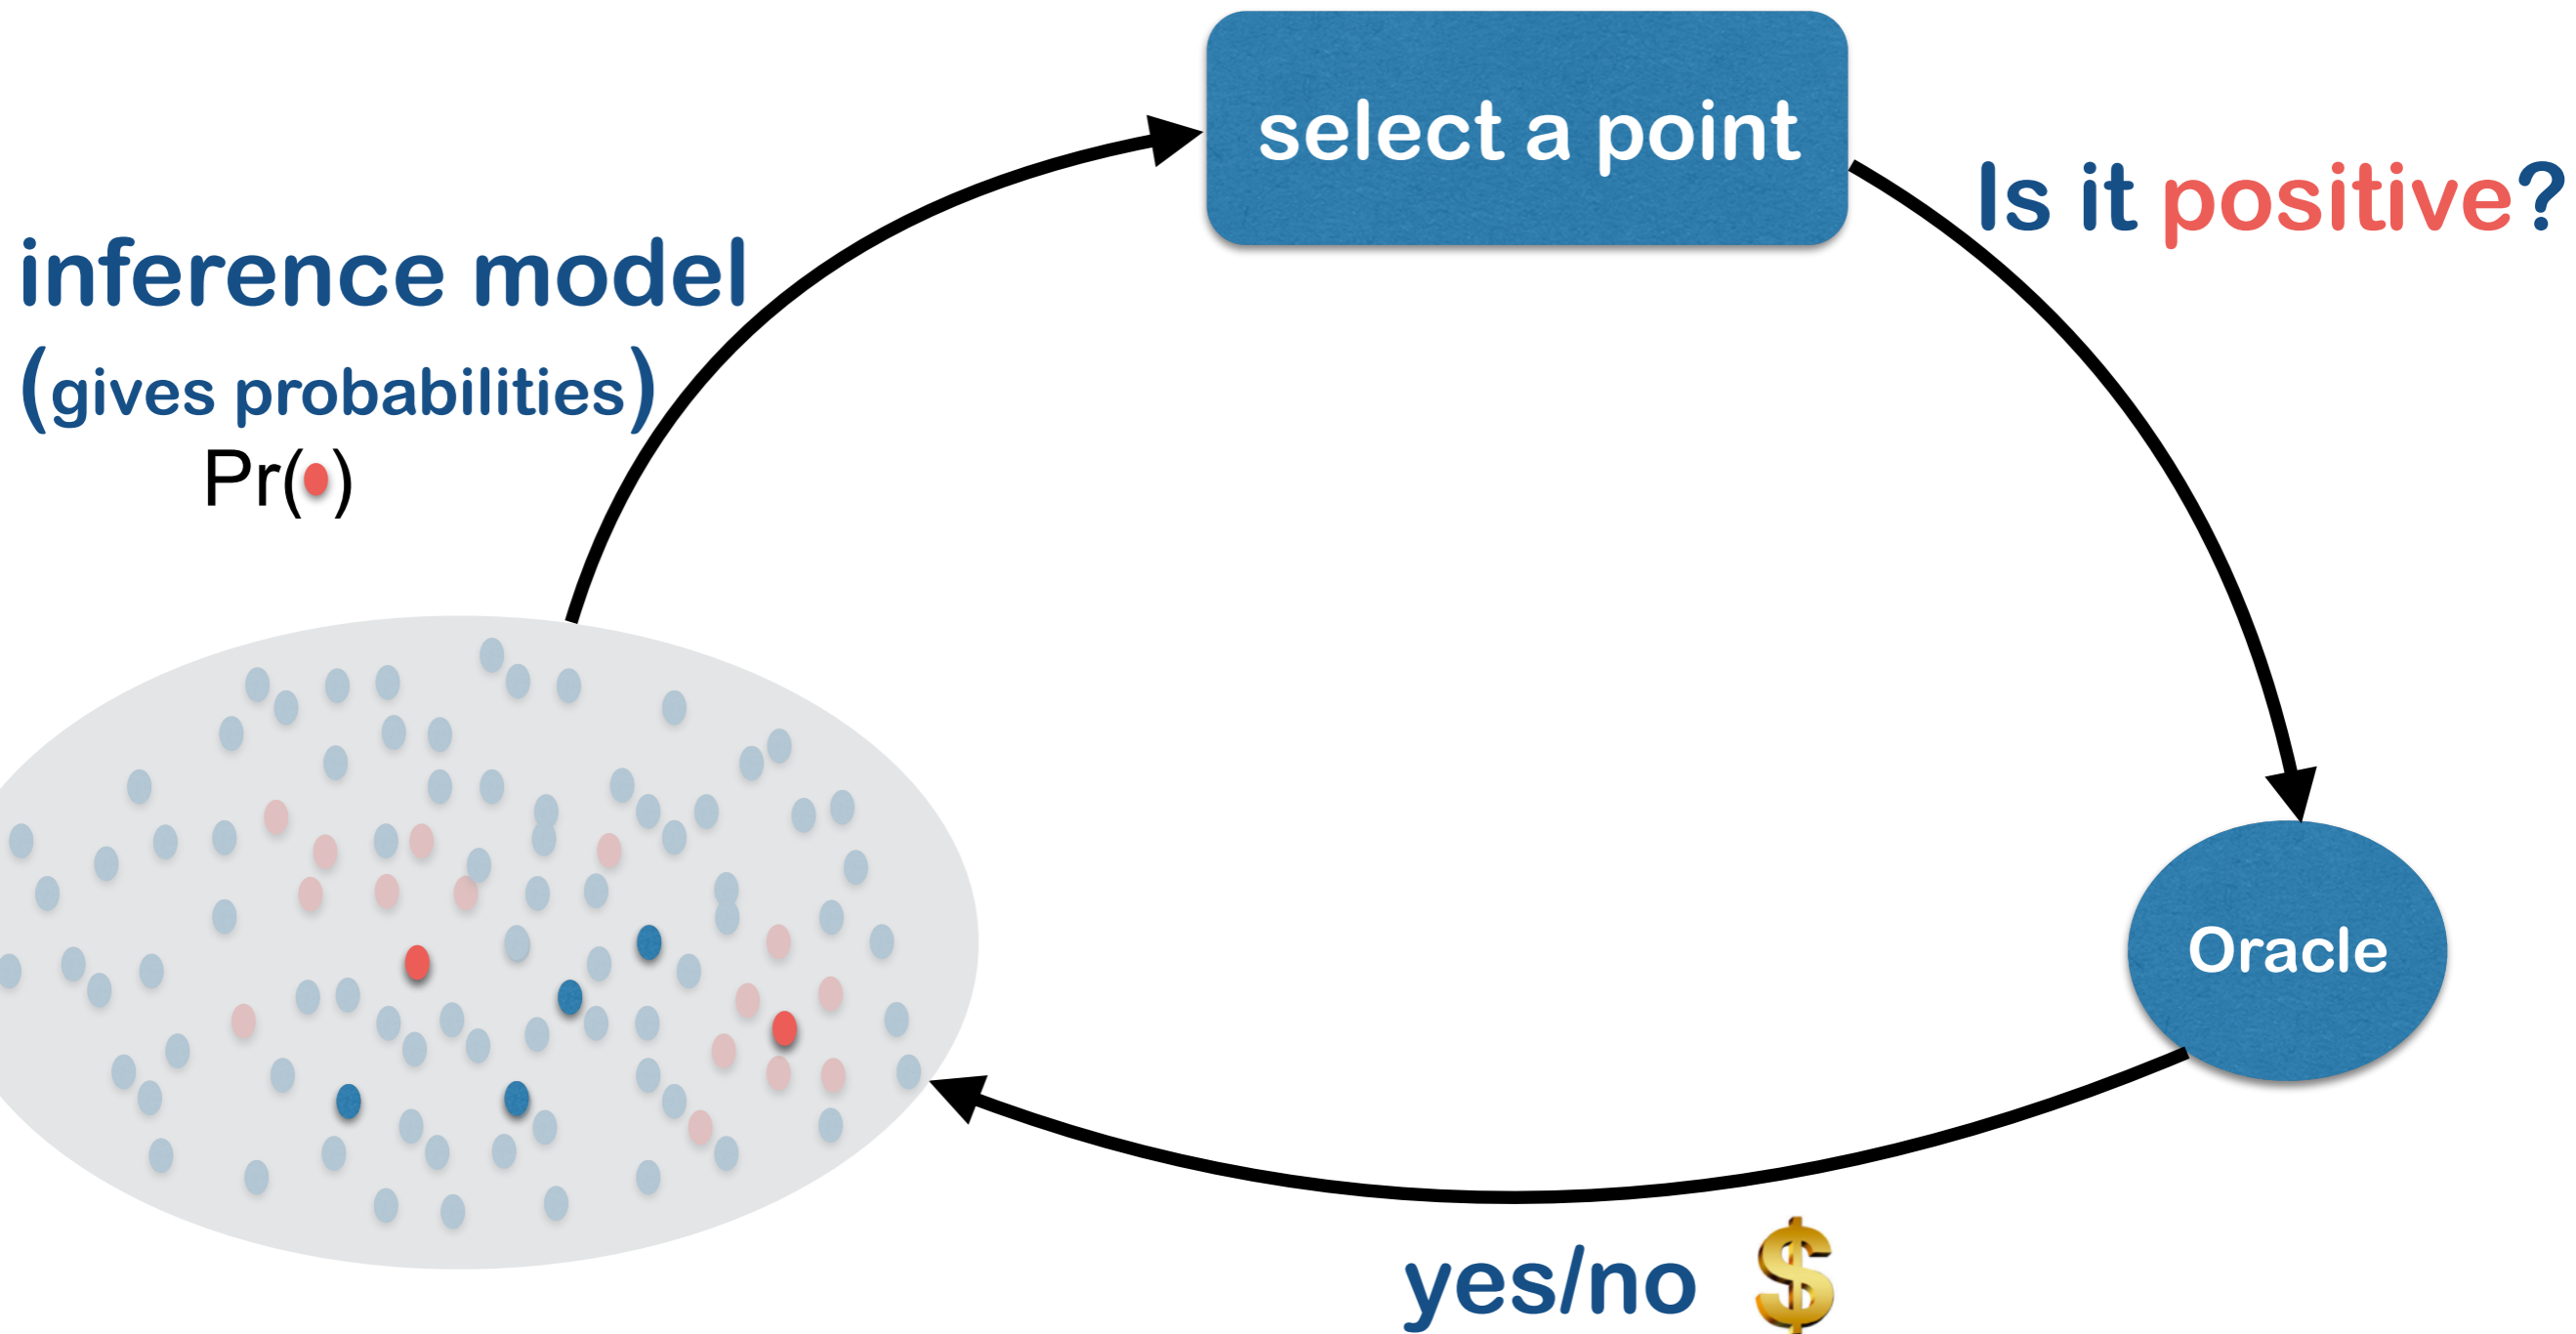 select a point
Is it positive?
inference model
(gives probabilities)
Pr( )
Oracle
yes/no $